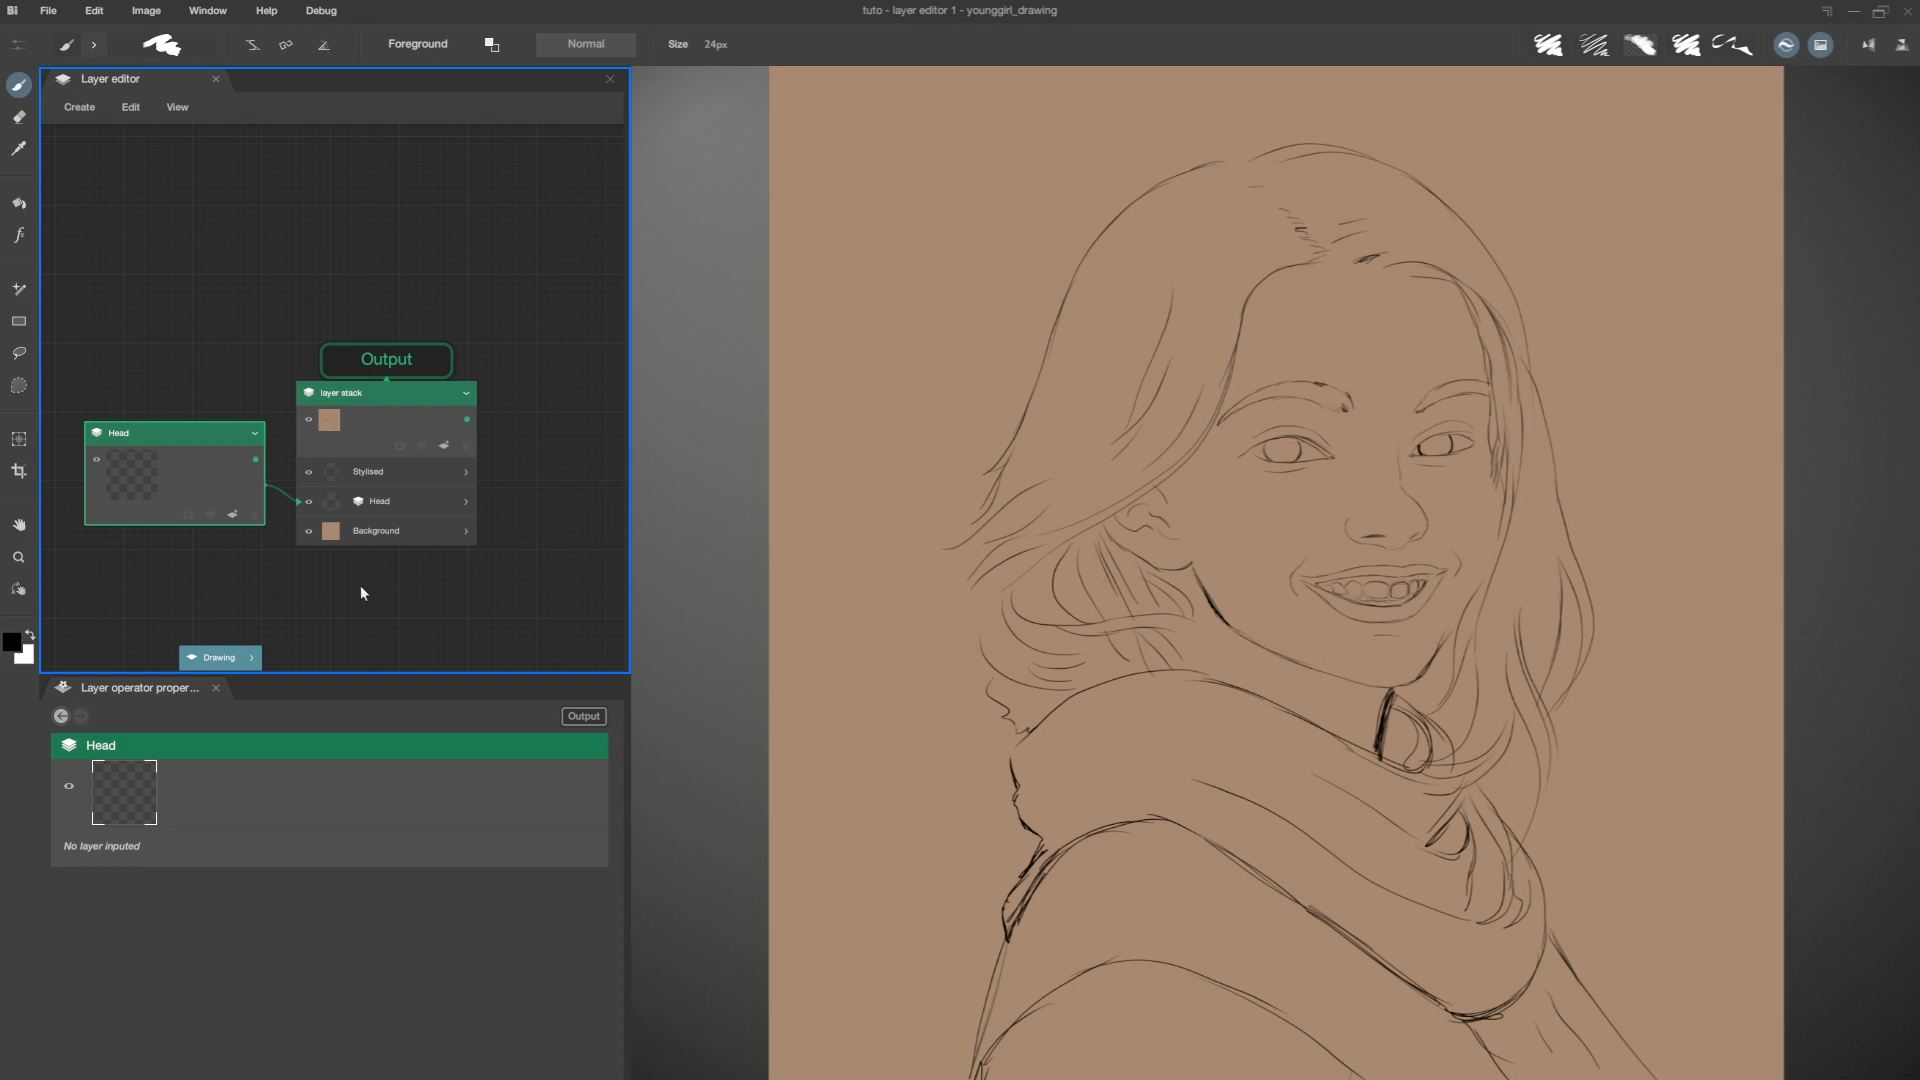 Bi File Edit Image Window Help Debug
tuto - layer editor 1 - younggirl_drawing
Foreground Normal Size 24px
Layer editor
Create Edit View
Output
layer stack
Head
Stylised
Head
Background
Drawing
Layer operator proper...
Output
Head
No layer inputed